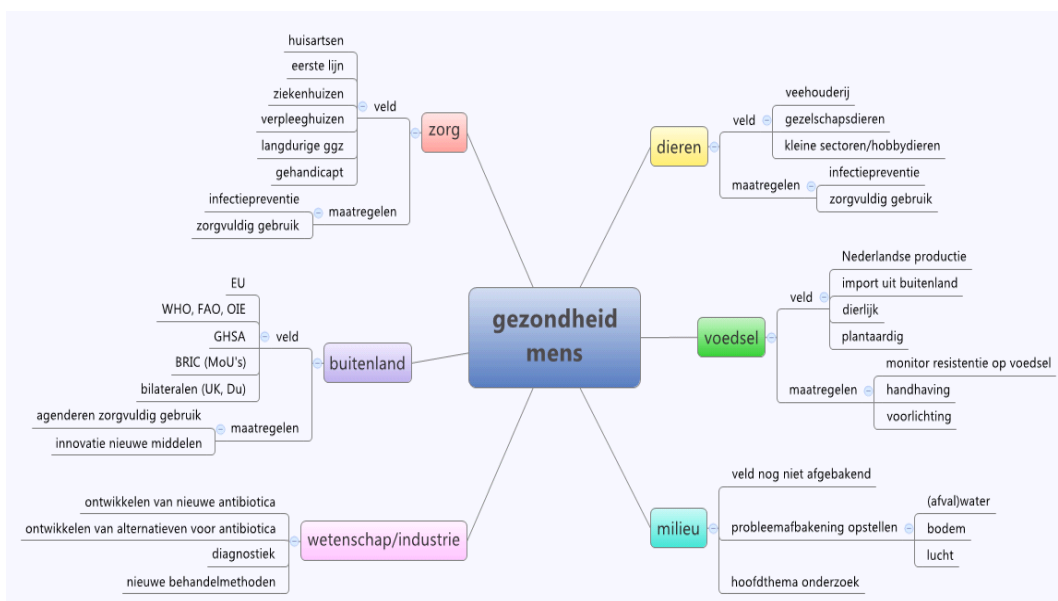 gezondheid
mens
zorg
veld
huisartsen
eerste lijn
ziekenhuizen
verpleeghuizen
langdurige ggz
gehandicapt
maatregelen
infectiepreventie
zorgvuldig gebruik
buitenland
veld
EU
WHO, FAO, OIE
GHSA
BRIC (MoU's)
bilateralen (UK, Du)
maatregelen
agenderen zorgvuldig gebruik
innovatie nieuwe middelen
wetenschap/industrie
ontwikkelen van nieuwe antibiotica
ontwikkelen van alternatieven voor antibiotica
diagnostiek
nieuwe behandelmethoden
dieren
veld
veehouderij
gezelschapsdieren
kleine sectoren/hobbydieren
maatregelen
infectiepreventie
zorgvuldig gebruik
voedsel
veld
Nederlandse productie
import uit buitenland
dierlijk
plantaardig
maatregelen
monitor resistentie op voedsel
handhaving
voorlichting
milieu
veld nog niet afgebakend
probleemafbakening opstellen
(afval)water
bodem
lucht
hoofdthema onderzoek